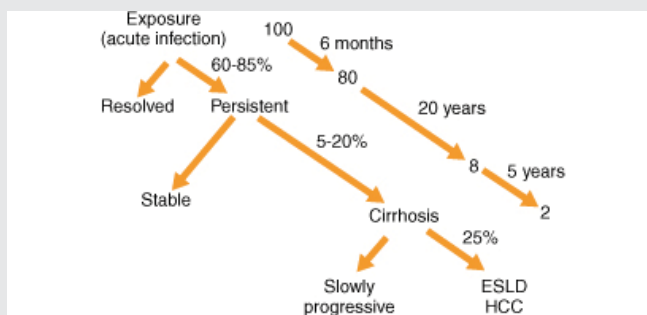 Exposure
(acute infection)
100
6 months
60-85%
80
Resolved
Persistent
20 years
5-20%
8
5 years
Stable
Cirrhosis
2
25%
Slowly
progressive
ESLD
HCC